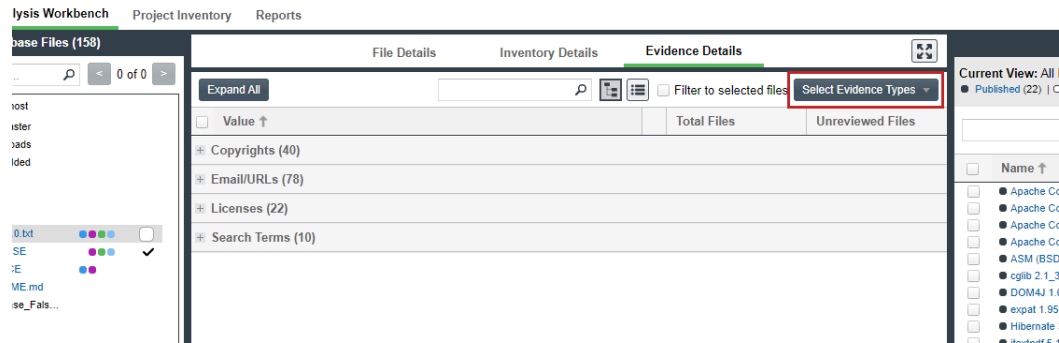 lysis Workbench Project Inventory Reports
base Files (158)
File Details Inventory Details Evidence Details
... < 0 of 0 >
Expand All Filter to selected files Select Evidence Types
Current View: All
Published (22) |
Value Total Files Unreviewed Files
Name
Copyrights (40)
Email/URLs (78)
Licenses (22)
Search Terms (10)
host
aster
oads
lded
.0.txt
SE
CE
ME.md
nse_Fals...
Apache Co
Apache Co
Apache Co
Apache Co
ASM (BSD
cglib 2.1_3
DOM4J 1.6
expat 1.95
Hibernate